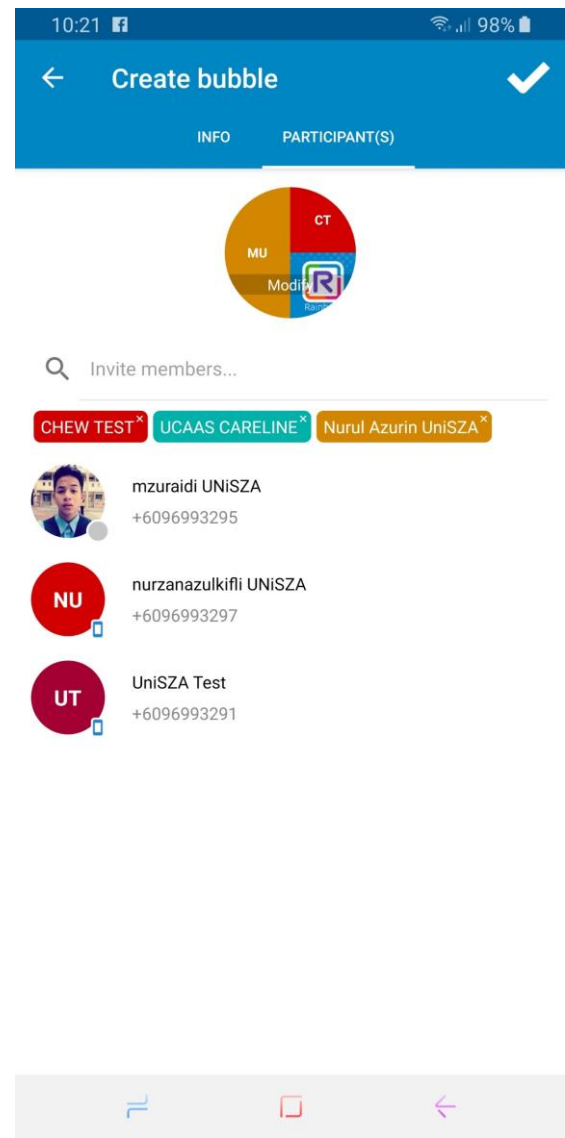 10:21 98%
Create bubble
INFO PARTICIPANT(S)
CT
MU
Modify
R
Invite members...
CHEW TEST× UCAAS CARELINE× Nurul Azurin UniSZA×
mzuraidi UNiSZA
+6096993295
NU
nurzanazulkifli UNiSZA
+6096993297
UT
UniSZA Test
+6096993291